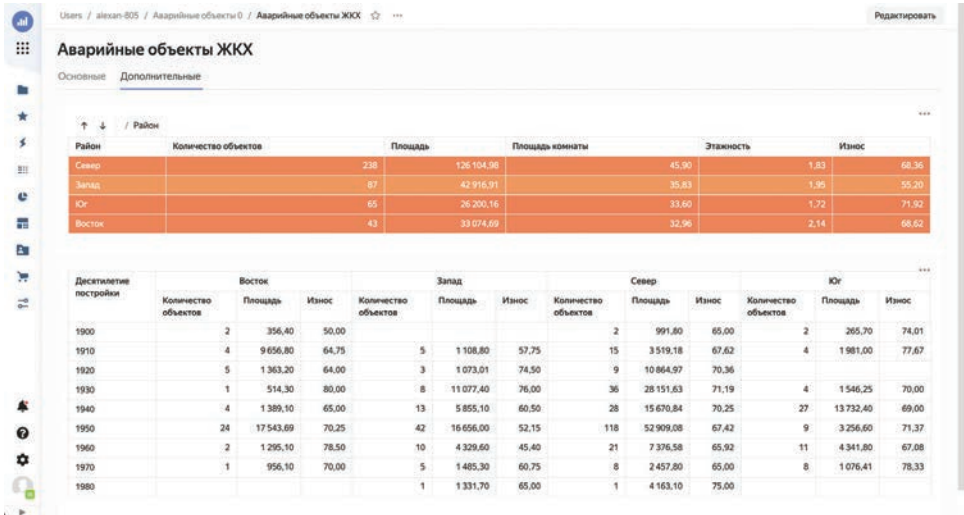 Users / alexan-805 / Аварийные объекты 0 / Аварийные объекты ЖКХ
Редактировать
Аварийные объекты ЖКХ
Основные Дополнительные
↑ ↓ / Район
Район Количество объектов Площадь Площадь комнаты Этажность Износ
Север 238 126 104,98 45,90 1,83 68,36
Запад 87 42 916,91 35,83 1,95 55,20
Юг 65 26 200,16 33,60 1,72 71,92
Восток 43 33 074,69 32,96 2,14 68,62
Десятилетие постройки Восток Запад Север Юг
Количество объектов Площадь Износ Количество объектов Площадь Износ Количество объектов Площадь Износ Количество объектов Площадь Износ
1900 2 356,40 50,00 2 991,80 65,00 2 265,70 74,01
1910 4 9 656,80 64,75 5 1 108,80 57,75 15 3 519,18 67,62 4 1 981,00 77,67
1920 5 1 363,20 64,00 3 1 073,01 74,50 9 10 864,97 70,36
1930 1 514,30 80,00 8 11 077,40 76,00 36 28 151,63 71,19 4 1 546,25 70,00
1940 4 1 389,10 65,00 13 5 855,10 60,50 28 15 670,84 70,25 27 13 732,40 69,00
1950 24 17 543,69 70,25 42 16 656,00 52,15 118 52 909,08 67,42 9 3 256,60 71,37
1960 2 1 295,10 78,50 10 4 329,60 45,40 21 7 376,58 65,92 11 4 341,80 67,08
1970 1 956,10 70,00 5 1 485,30 60,75 8 2 457,80 65,00 8 1 076,41 78,33
1980 1 1 331,70 65,00 1 4 163,10 75,00